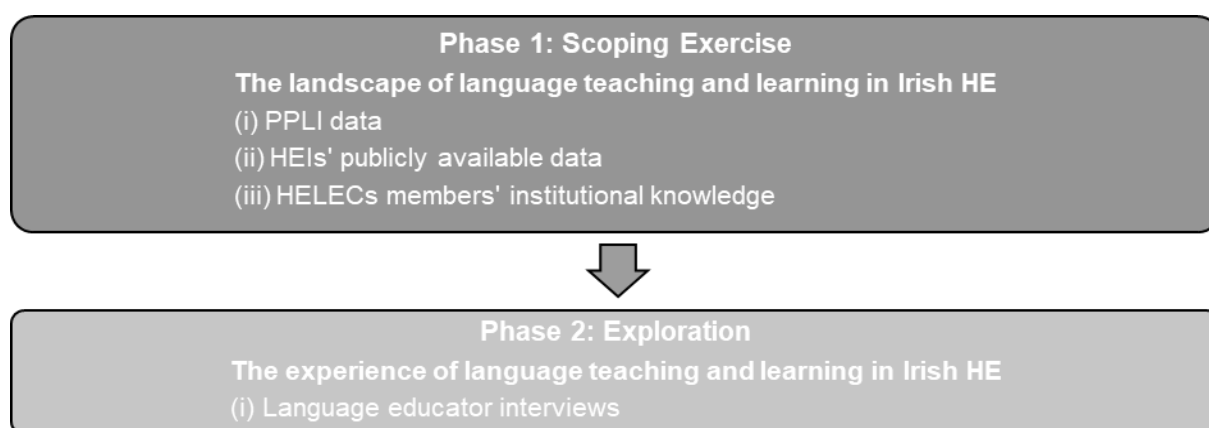 Phase 1: Scoping Exercise
The landscape of language teaching and learning in Irish HE
(i) PPLI data
(ii) HEIs' publicly available data
(iii) HELECs members' institutional knowledge
Phase 2: Exploration
The experience of language teaching and learning in Irish HE
(i) Language educator interviews